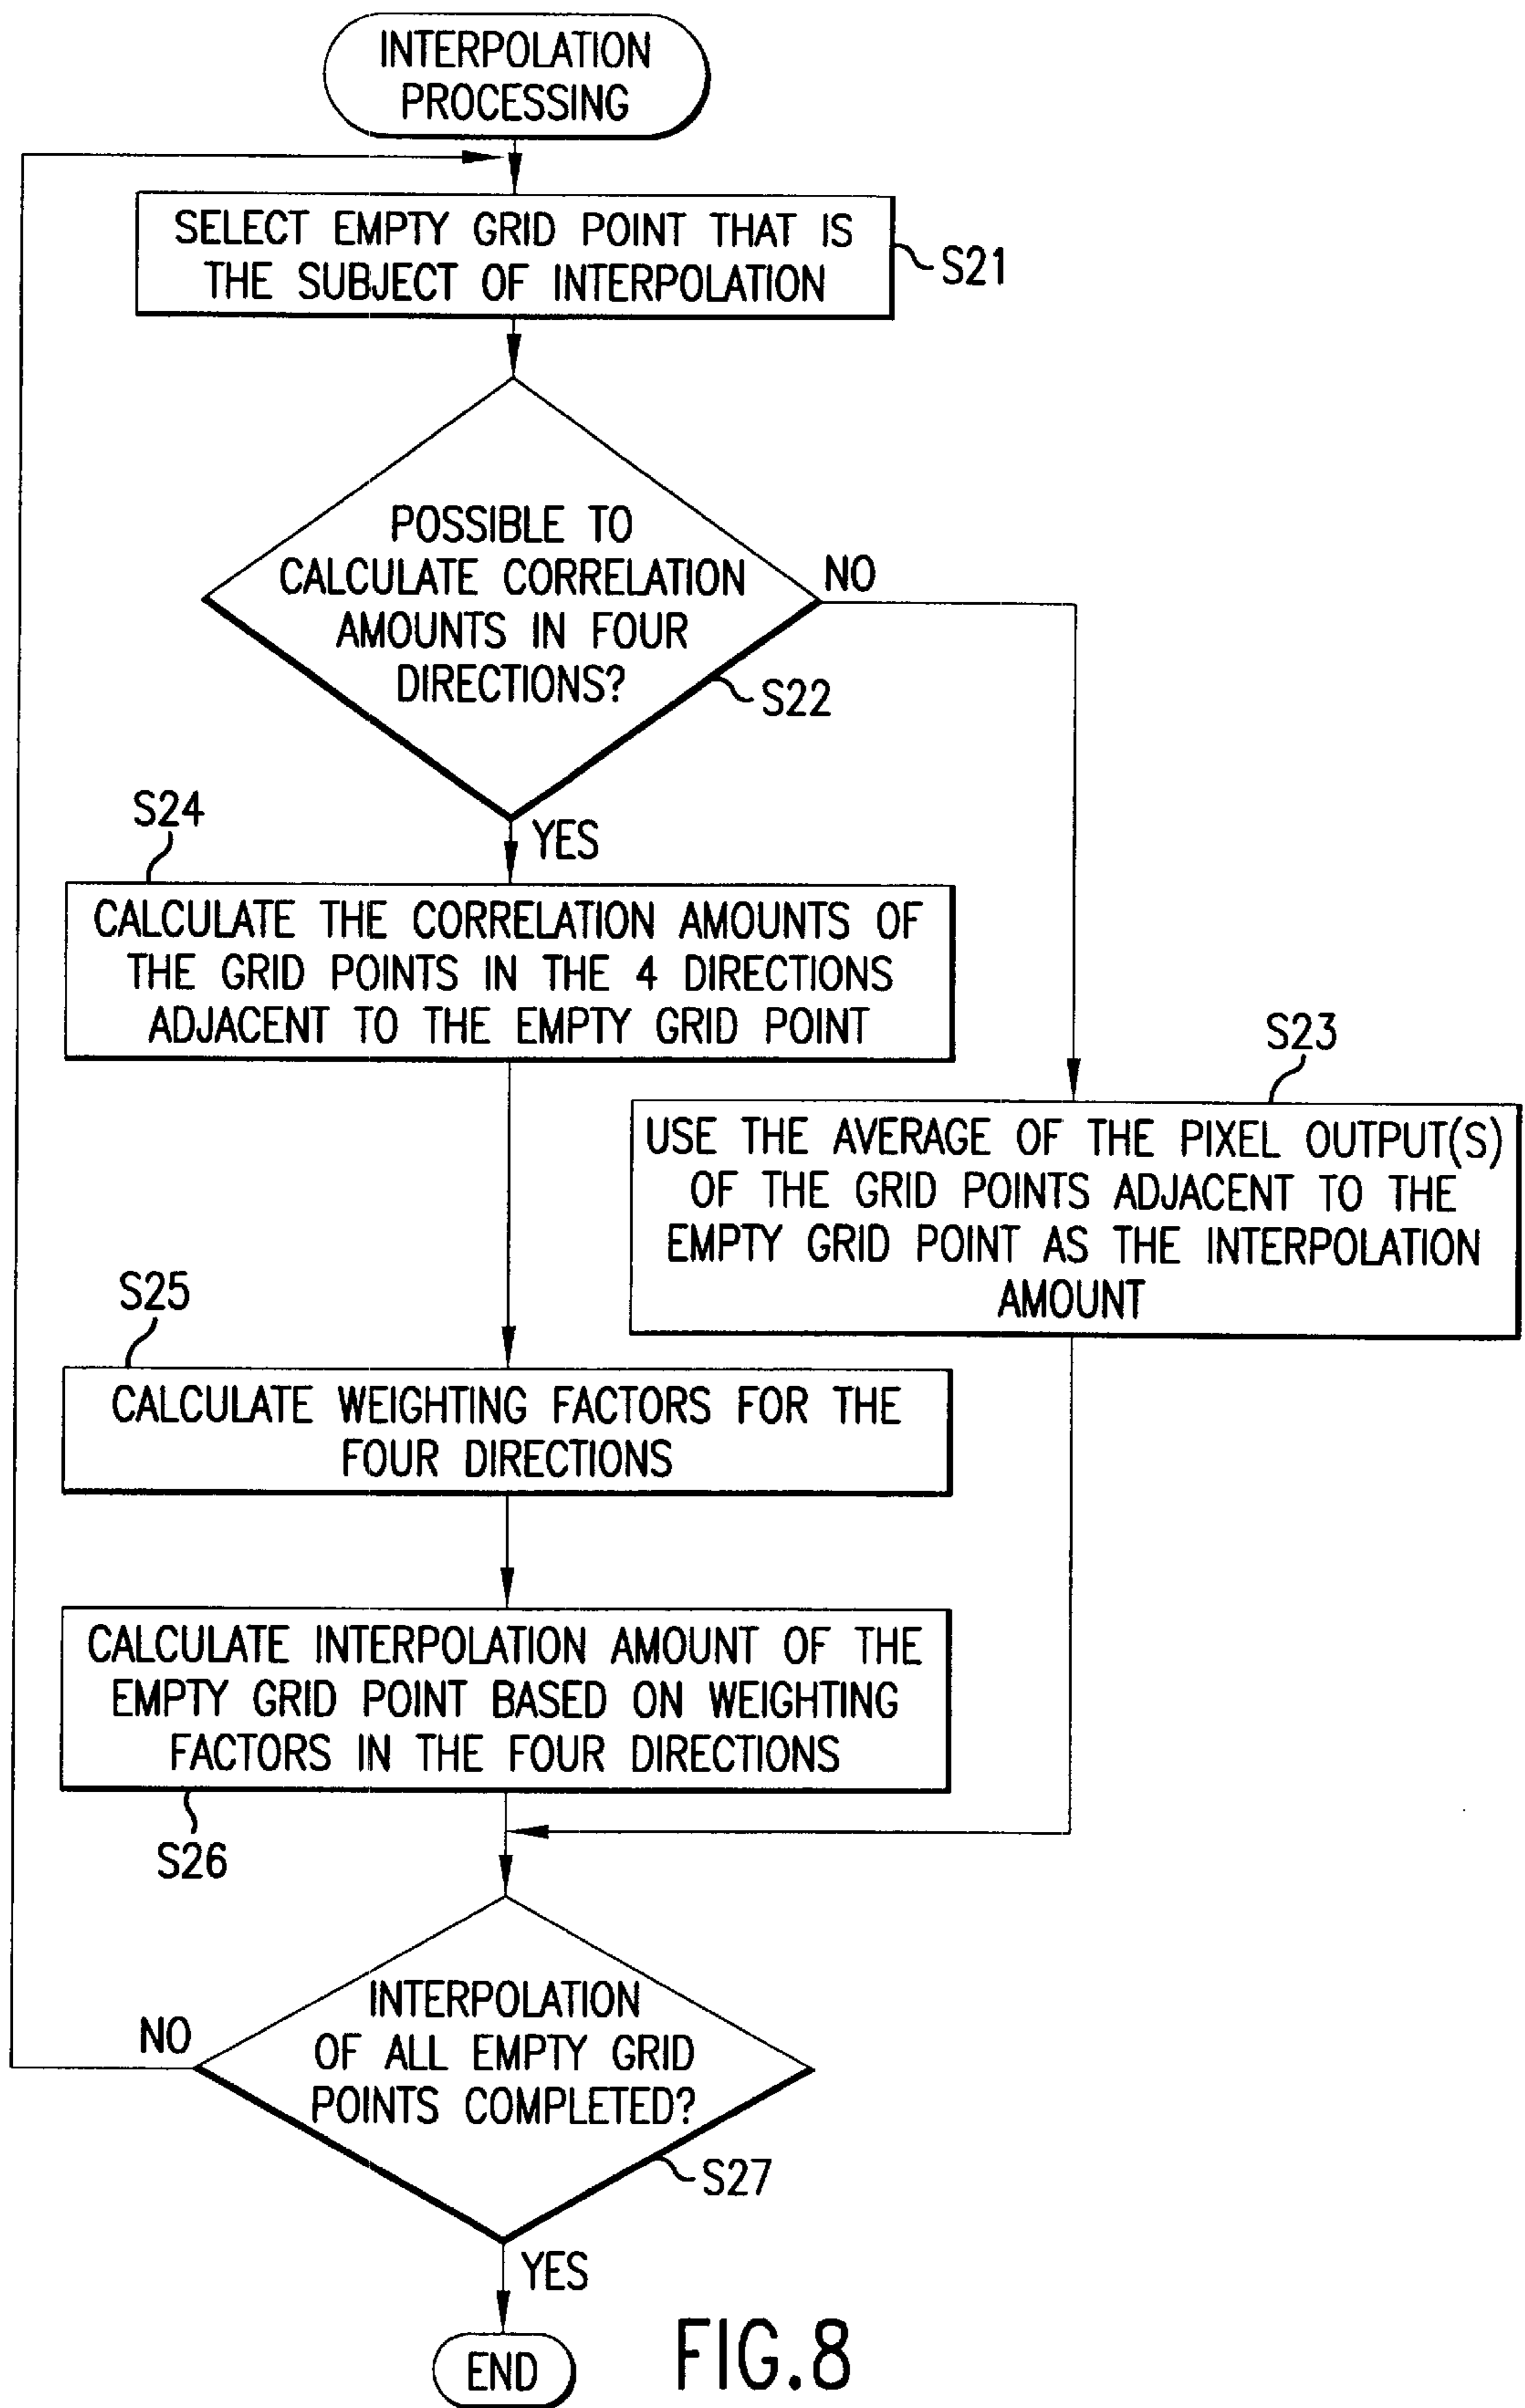 INTERPOLATION
PROCESSING
SELECT EMPTY GRID POINT THAT IS
THE SUBJECT OF INTERPOLATION
S21
POSSIBLE TO
CALCULATE CORRELATION
AMOUNTS IN FOUR
DIRECTIONS?
NO
S22
YES
S24
CALCULATE THE CORRELATION AMOUNTS OF
THE GRID POINTS IN THE 4 DIRECTIONS
ADJACENT TO THE EMPTY GRID POINT
S23
USE THE AVERAGE OF THE PIXEL OUTPUT(S)
OF THE GRID POINTS ADJACENT TO THE
EMPTY GRID POINT AS THE INTERPOLATION
AMOUNT
S25
CALCULATE WEIGHTING FACTORS FOR THE
FOUR DIRECTIONS
CALCULATE INTERPOLATION AMOUNT OF THE
EMPTY GRID POINT BASED ON WEIGHTING
FACTORS IN THE FOUR DIRECTIONS
S26
INTERPOLATION
OF ALL EMPTY GRID
POINTS COMPLETED?
NO
S27
YES
END
FIG.8